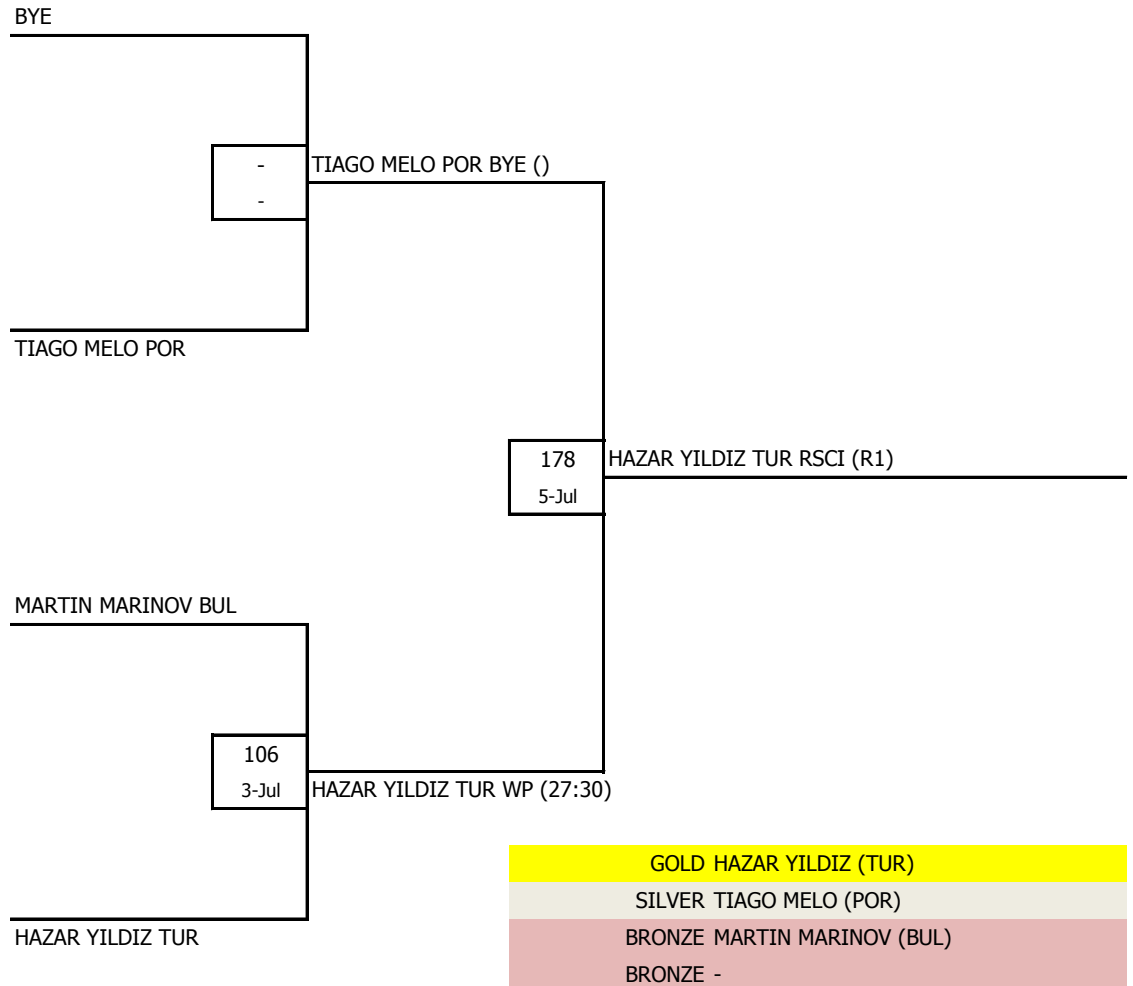 BYE
-
-
TIAGO MELO POR BYE ()
TIAGO MELO POR
178
5-Jul
HAZAR YILDIZ TUR RSCI (R1)
MARTIN MARINOV BUL
106
3-Jul
HAZAR YILDIZ TUR WP (27:30)
HAZAR YILDIZ TUR
GOLD HAZAR YILDIZ (TUR)
SILVER TIAGO MELO (POR)
BRONZE MARTIN MARINOV (BUL)
BRONZE -